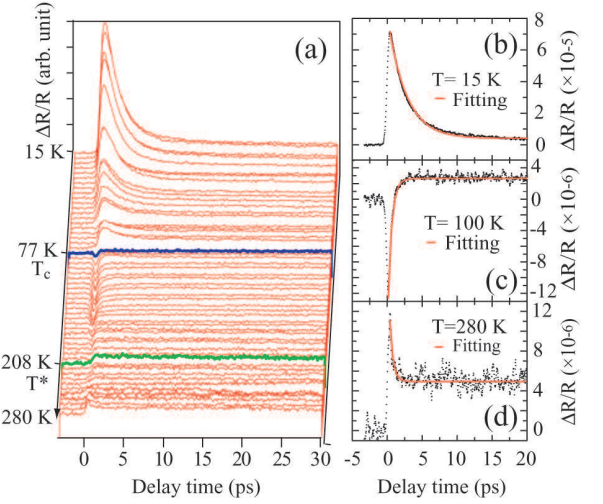 ΔR/R (arb. unit)
(a)
15 K
77 K
Tc
208 K
T*
280 K
0 5 10 15 20 25 30
Delay time (ps)
(b)
T= 15 K
Fitting
8
6
4
2
0
ΔR/R (×10-5)
4
0
-4
-8
-12
ΔR/R (×10-6)
T= 100 K
Fitting
(c)
12
8
4
0
ΔR/R (×10-6)
T=280 K
Fitting
(d)
-5 0 5 10 15 20
Delay time (ps)